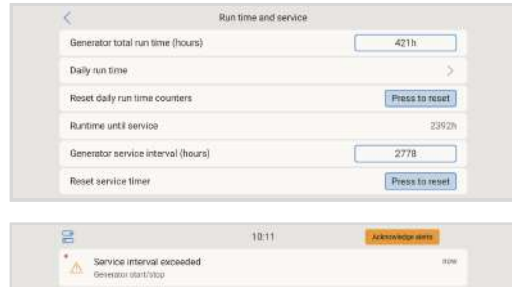 Run time and service
Generator total run time (hours) 421h
Daily run time
Reset daily run time counters Press to reset
Runtime until service 2392h
Generator service interval (hours) 2778
Reset service timer Press to reset
10:11 Acknowledge alerts
Service interval exceeded now
Generator start/stop